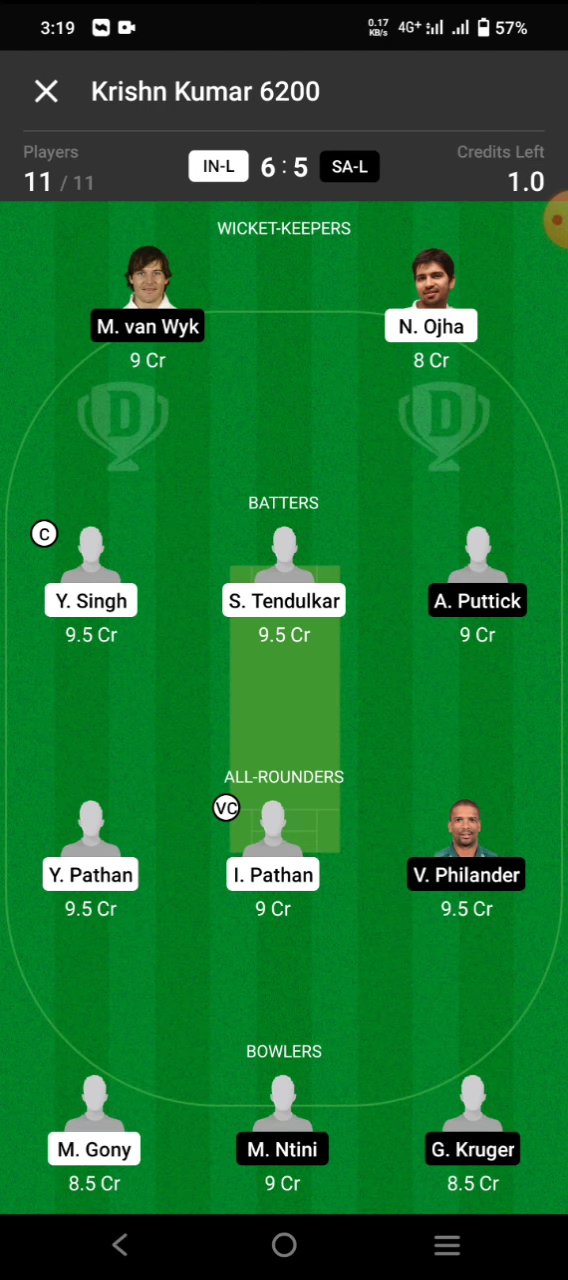 3:19 0.17 KB/s 4G+ 57%
Krishn Kumar 6200
Players Credits Left
11 / 11 IN-L 6 : 5 SA-L 1.0
WICKET-KEEPERS
M. van Wyk N. Ojha
9 Cr 8 Cr
D D
BATTERS
C
Y. Singh S. Tendulkar A. Puttick
9.5 Cr 9.5 Cr 9 Cr
ALL-ROUNDERS
VC
Y. Pathan I. Pathan V. Philander
9.5 Cr 9 Cr 9.5 Cr
BOWLERS
M. Gony M. Ntini G. Kruger
8.5 Cr 9 Cr 8.5 Cr